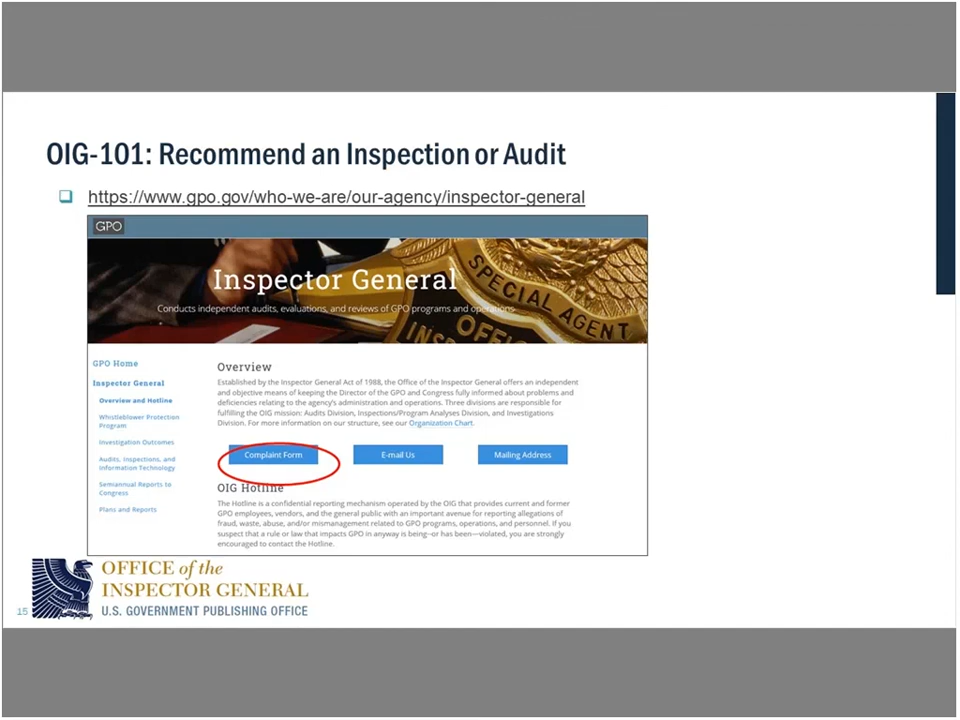 OIG-101: Recommend an Inspection or Audit
https://www.gpo.gov/who-we-are/our-agency/inspector-general
GPO
Inspector General
Conducts independent audits, evaluations, and reviews of GPO programs and operations
SPECIAL AGENT
OFFIC
INS
GPO Home
Inspector General
Overview and Hotline
Whistleblower Protection
Program
Investigation Outcomes
Audits, Inspections, and
Information Technology
Semiannual Reports to
Congress
Plans and Reports
Overview
Established by the Inspector General Act of 1988, the Office of the Inspector General offers an independent
and objective means of keeping the Director of the GPO and Congress fully informed about problems and
deficiencies relating to the agency's administration and operations. Three divisions are responsible for
fulfilling the OIG mission: Audits Division, Inspections/Program Analyses Division, and Investigations
Division. For more information on our structure, see our Organization Chart.
Complaint Form
E-mail Us
Mailing Address
OIG Hotline
The Hotline is a confidential reporting mechanism operated by the OIG that provides current and former
GPO employees, vendors, and the general public with an important avenue for reporting allegations of
fraud, waste, abuse, and/or mismanagement related to GPO programs, operations, and personnel. If you
suspect that a rule or law that impacts GPO in anyway is being--or has been—violated, you are strongly
encouraged to contact the Hotline.
OFFICE of the
INSPECTOR GENERAL
U.S. GOVERNMENT PUBLISHING OFFICE
15